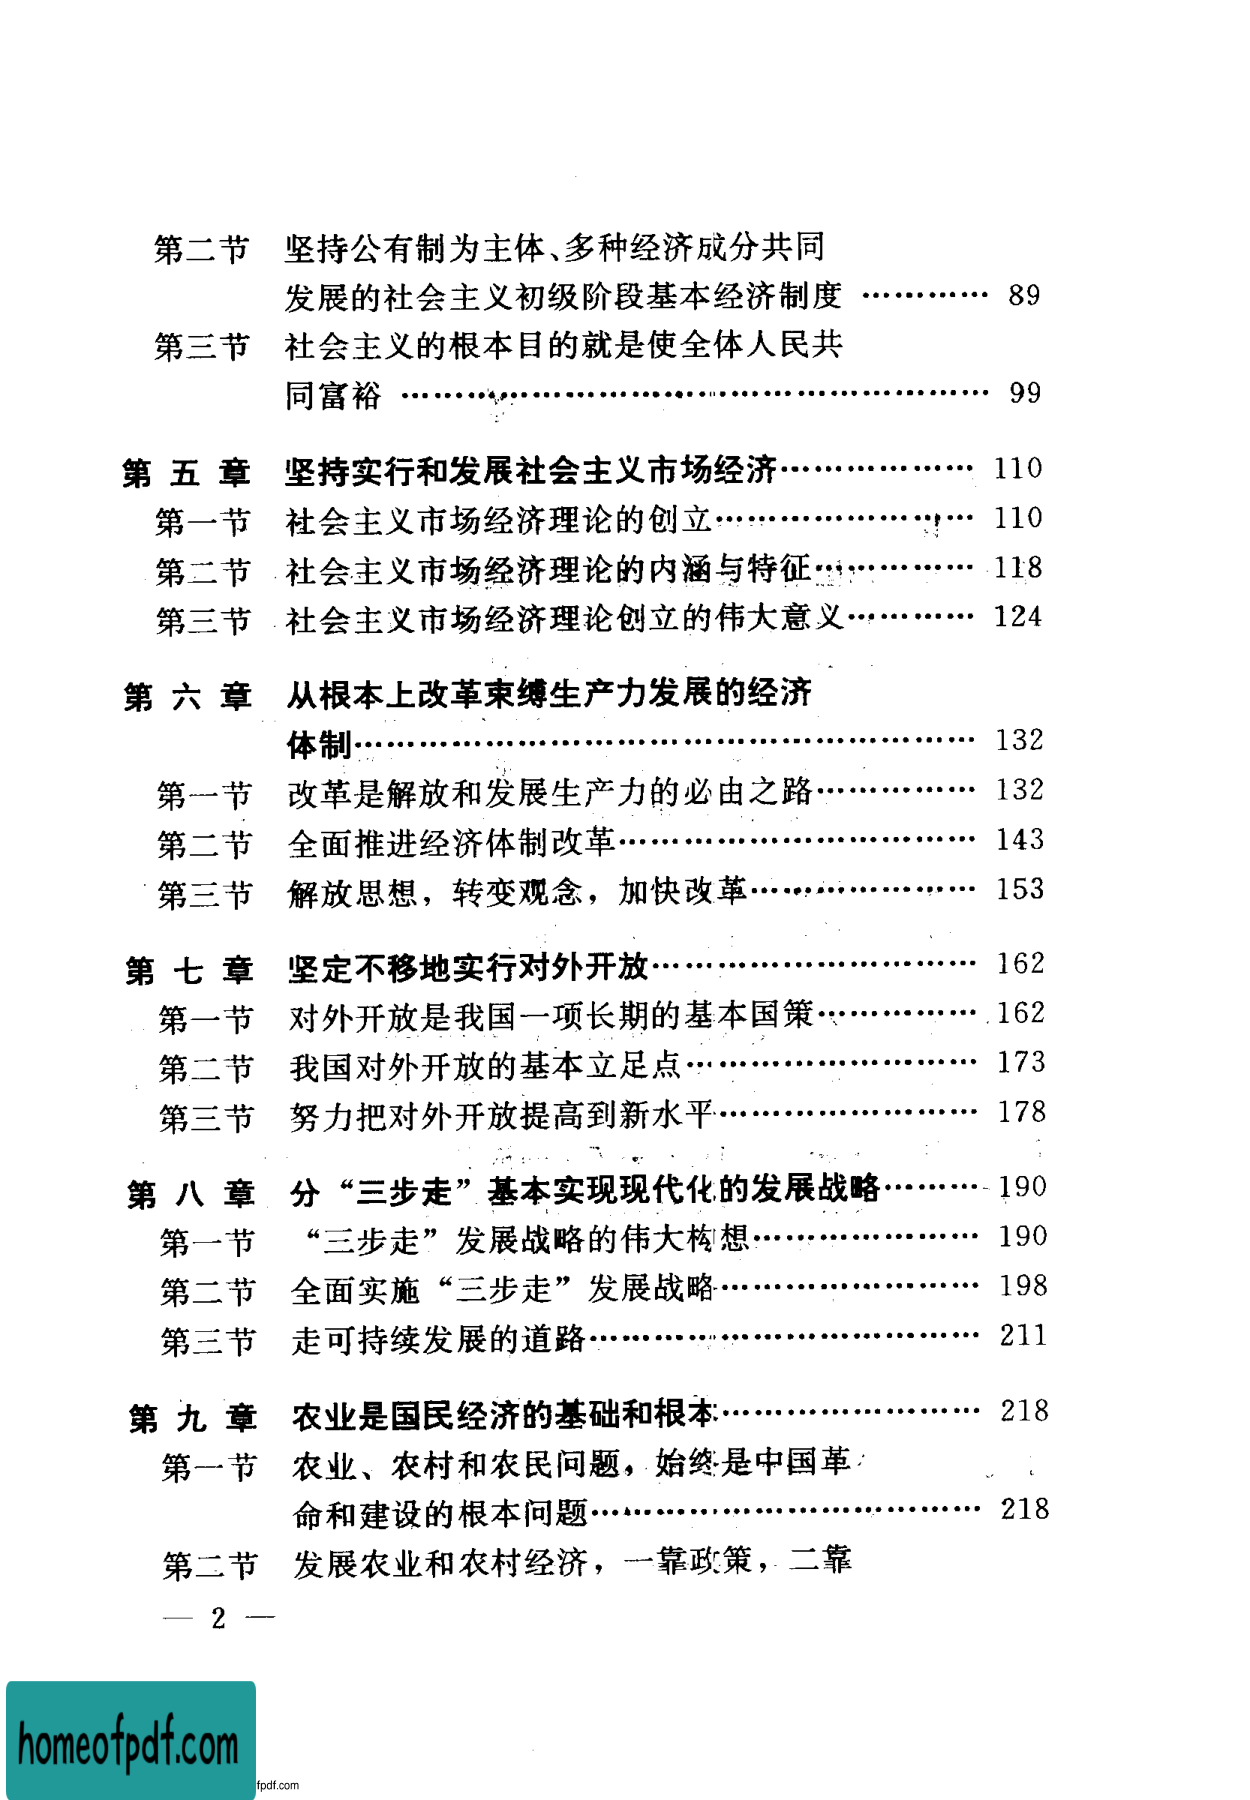 第二节 坚持公有制为主体、多种经济成分共同
发展的社会主义初级阶段基本经济制度 ………… 89
第三节 社会主义的根本目的就是使全体人民共
同富裕 …………………………………………………… 99
第五章 坚持实行和发展社会主义市场经济……………… 110
第一节 社会主义市场经济理论的创立…………………… 110
第二节 社会主义市场经济理论的内涵与特征…………… 118
第三节 社会主义市场经济理论创立的伟大意义………… 124
第六章 从根本上改革束缚生产力发展的经济
体制……………………………………………………… 132
第一节 改革是解放和发展生产力的必由之路…………… 132
第二节 全面推进经济体制改革……………………………… 143
第三节 解放思想，转变观念，加快改革………………… 153
第七章 坚定不移地实行对外开放………………………… 162
第一节 对外开放是我国一项长期的基本国策…………… 162
第二节 我国对外开放的基本立足点……………………… 173
第三节 努力把对外开放提高到新水平…………………… 178
第八章 分“三步走”基本实现现代化的发展战略……… 190
第一节 “三步走”发展战略的伟大构想………………… 190
第二节 全面实施“三步走”发展战略…………………… 198
第三节 走可持续发展的道路……………………………… 211
第九章 农业是国民经济的基础和根本…………………… 218
第一节 农业、农村和农民问题，始终是中国革
命和建设的根本问题……………………………… 218
第二节 发展农业和农村经济，一靠政策，二靠
— 2 —
homeofpdf.com
fpdf.com